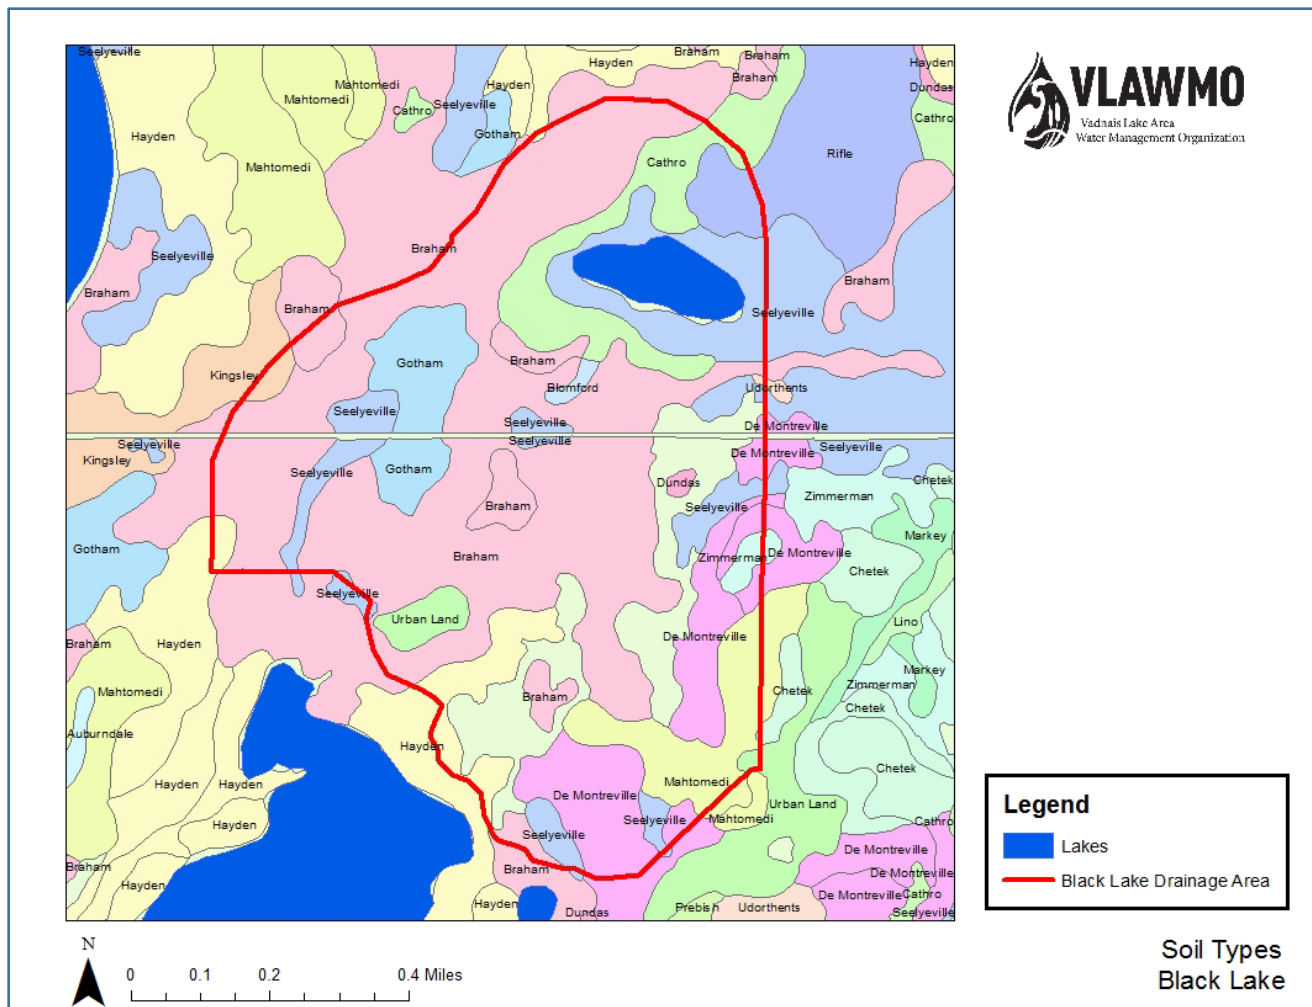 Seelyeville
Braham
Braham
Hayden
Hayden
Braham
Mahtomedi
Hayden
Dundas
Mahtomedi
Seelyeville
Cathro
Cathro
Hayden
Gotham
Rifle
Mahtomedi
Cathro
Braham
Seelyeville
Braham
Braham
Braham
Seelyeville
Gotham
Braham
Kingsley
Blomford
Udorthents
Seelyeville
Seelyeville
De Montreville
Seelyeville
Seelyeville
Seelyeville
De Montreville
Kingsley
Seelyeville
Gotham
Dundas
Chetek
Zimmerman
Braham
Seelyeville
Markey
Gotham
Braham
Zimmerman
De Montreville
Chetek
Seelyeville
Urban Land
Lino
Braham
Hayden
De Montreville
Markey
Zimmerman
Mahtomedi
Braham
Chetek
Chetek
Auburndale
Hayden
Chetek
Hayden
Hayden
Mahtomedi
De Montreville
Urban Land
Hayden
Seelyeville
Seelyeville
Mahtomedi
Cathro
De Montreville
Braham
Braham
De Montreville
Hayden
De Montreville
Cathro
Hayden
Dundas
Prebish
Udorthents
Seelyeville
VLAWMO
Vadnais Lake Area
Water Management Organization
Legend
Lakes
Black Lake Drainage Area
N
0 0.1 0.2 0.4 Miles
Soil Types
Black Lake